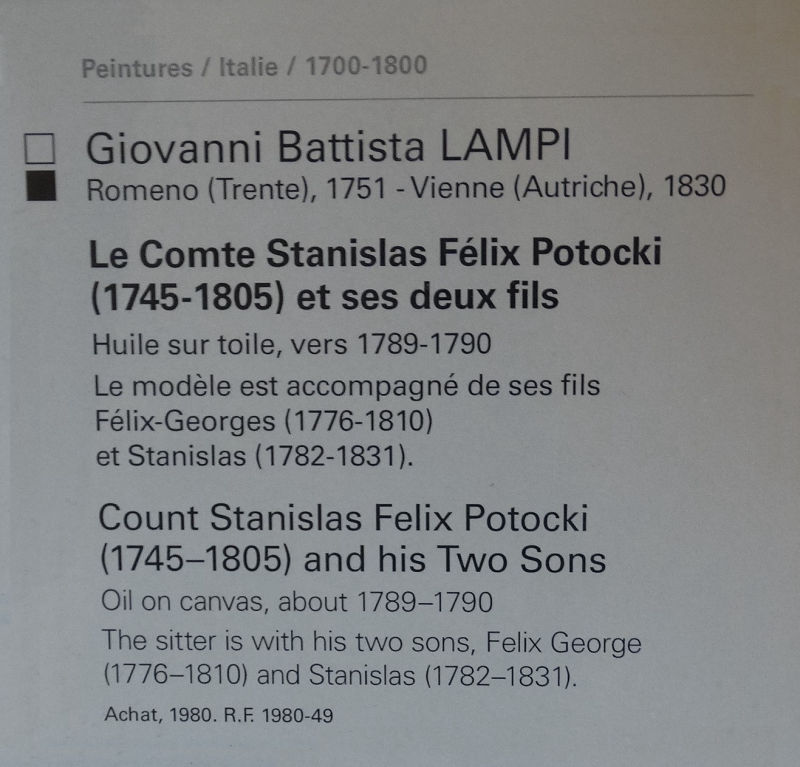 Peintures / Italie / 1700-1800
Giovanni Battista LAMPI
Romeno (Trente), 1751 - Vienne (Autriche), 1830
Le Comte Stanislas Félix Potocki
(1745-1805) et ses deux fils
Huile sur toile, vers 1789-1790
Le modèle est accompagné de ses fils
Félix-Georges (1776-1810)
et Stanislas (1782-1831).
Count Stanislas Felix Potocki
(1745–1805) and his Two Sons
Oil on canvas, about 1789–1790
The sitter is with his two sons, Felix George
(1776–1810) and Stanislas (1782–1831).
Achat, 1980. R.F. 1980-49